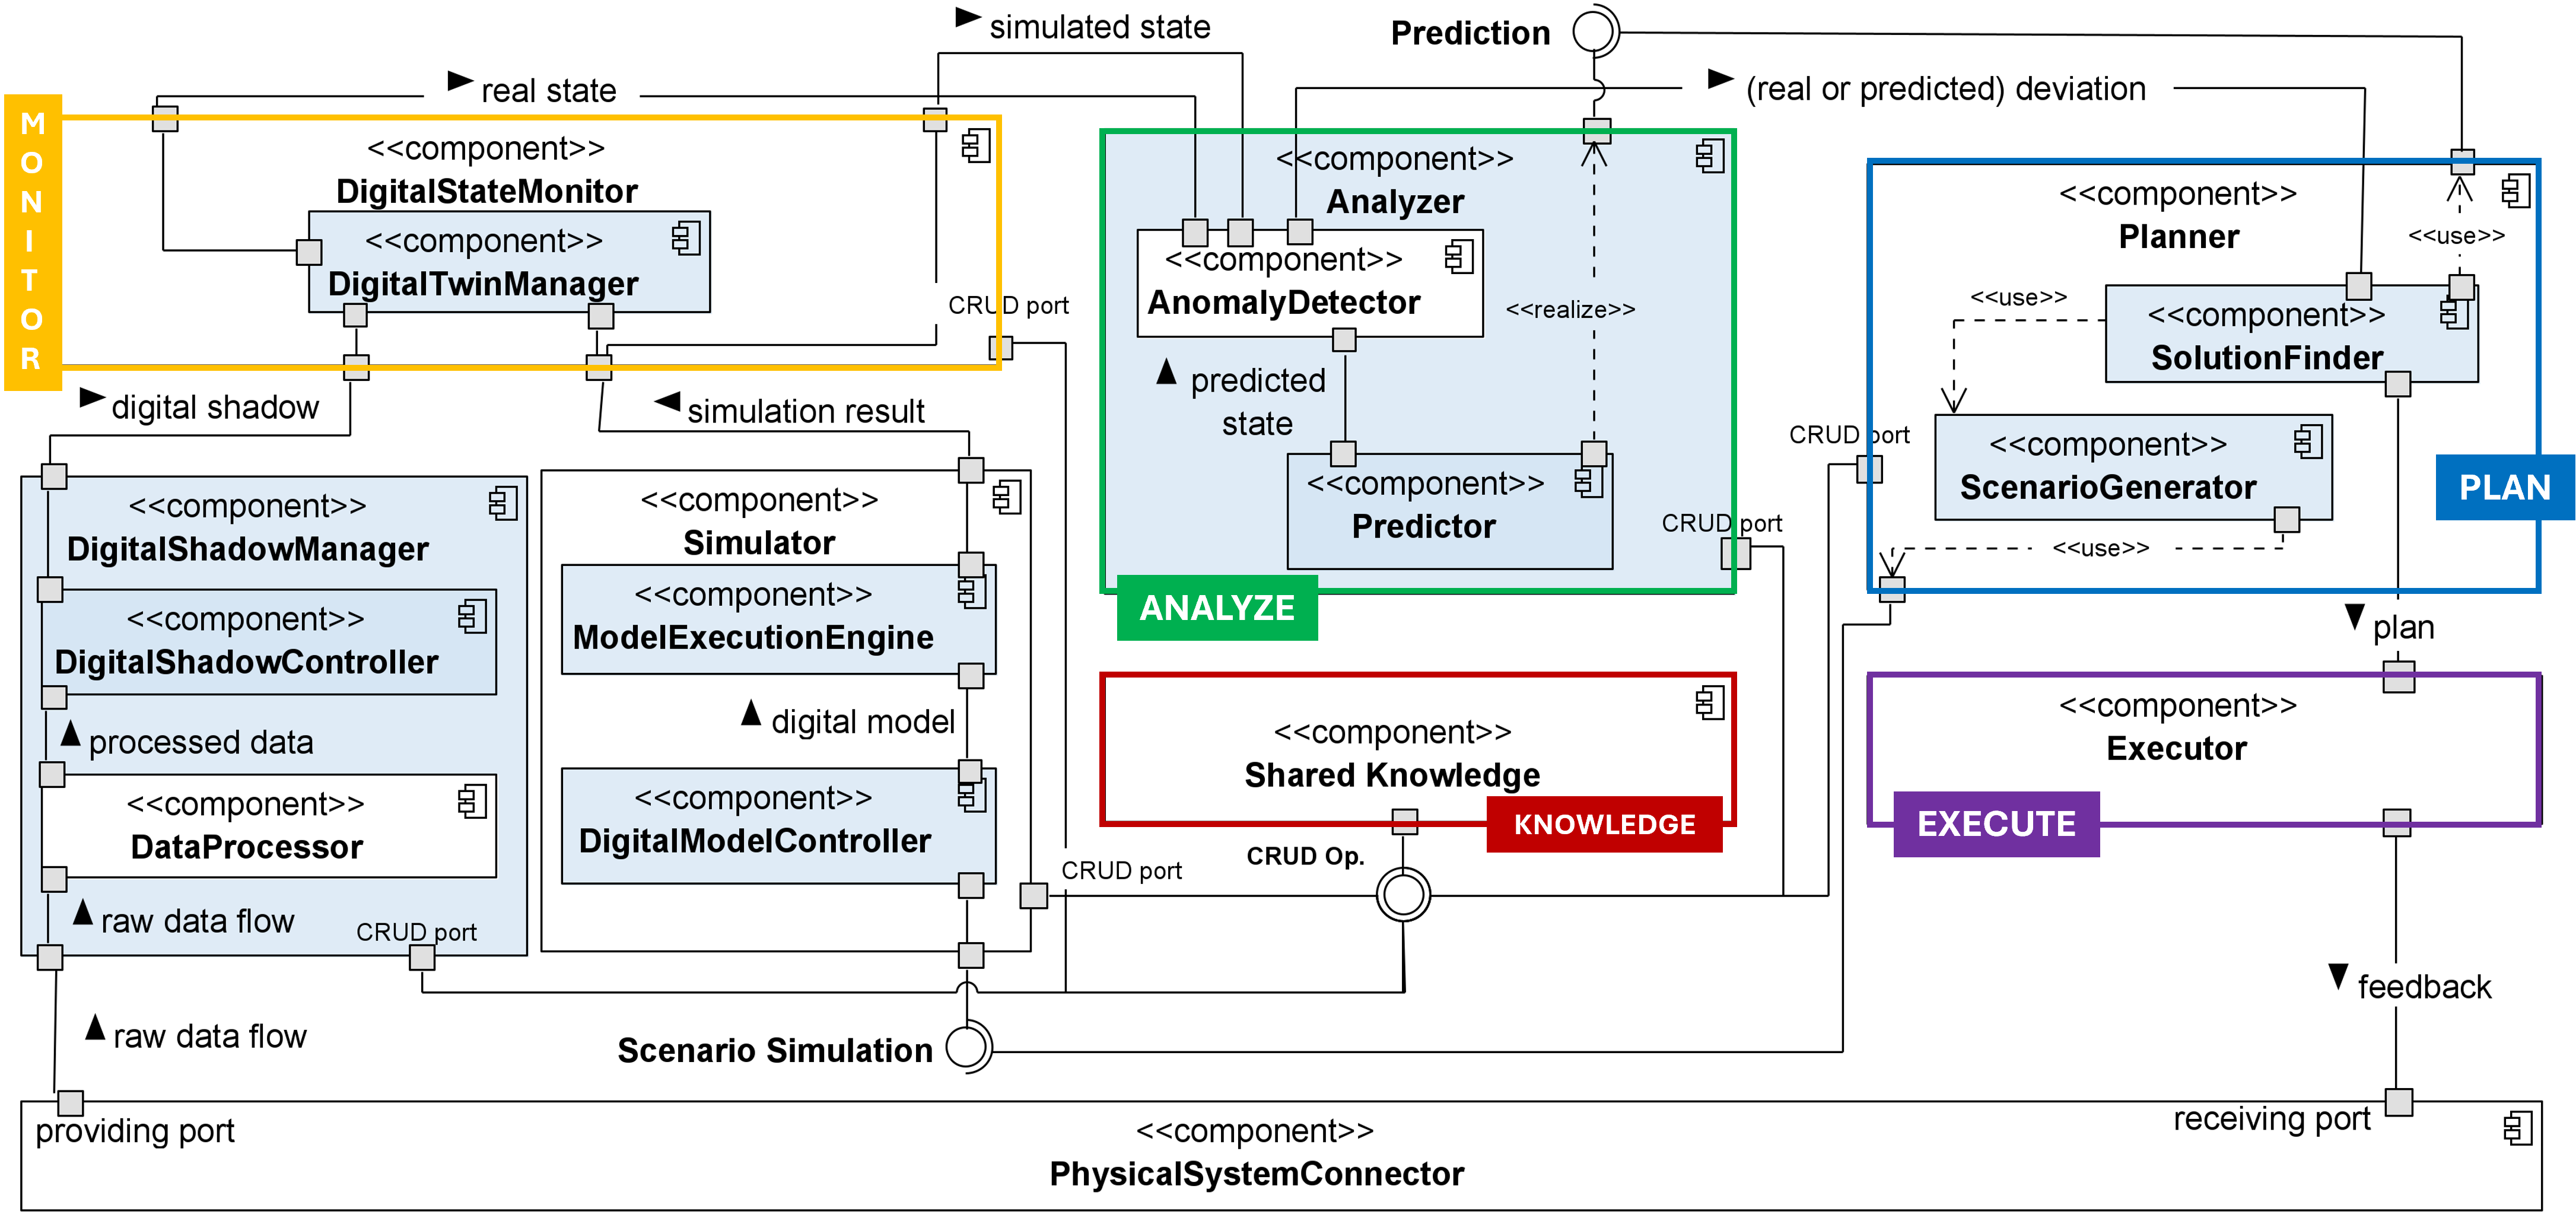 simulated state
Prediction
real state
(real or predicted) deviation
MONITOR
<<component>>
DigitalStateMonitor
<<component>>
DigitalTwinManager
CRUD port
digital shadow
simulation result
<<component>>
Analyzer
<<component>>
AnomalyDetector
<<realize>>
predicted
state
<<component>>
Predictor
CRUD port
ANALYZE
<<component>>
Planner
<<use>>
<<use>>
<<component>>
SolutionFinder
CRUD port
<<component>>
ScenarioGenerator
<<use>>
PLAN
plan
<<component>>
DigitalShadowManager
<<component>>
DigitalShadowController
processed data
<<component>>
DataProcessor
raw data flow
CRUD port
<<component>>
Simulator
<<component>>
ModelExecutionEngine
digital model
<<component>>
DigitalModelController
CRUD port
<<component>>
Shared Knowledge
KNOWLEDGE
CRUD Op.
<<component>>
Executor
EXECUTE
feedback
raw data flow
Scenario Simulation
providing port
receiving port
<<component>>
PhysicalSystemConnector